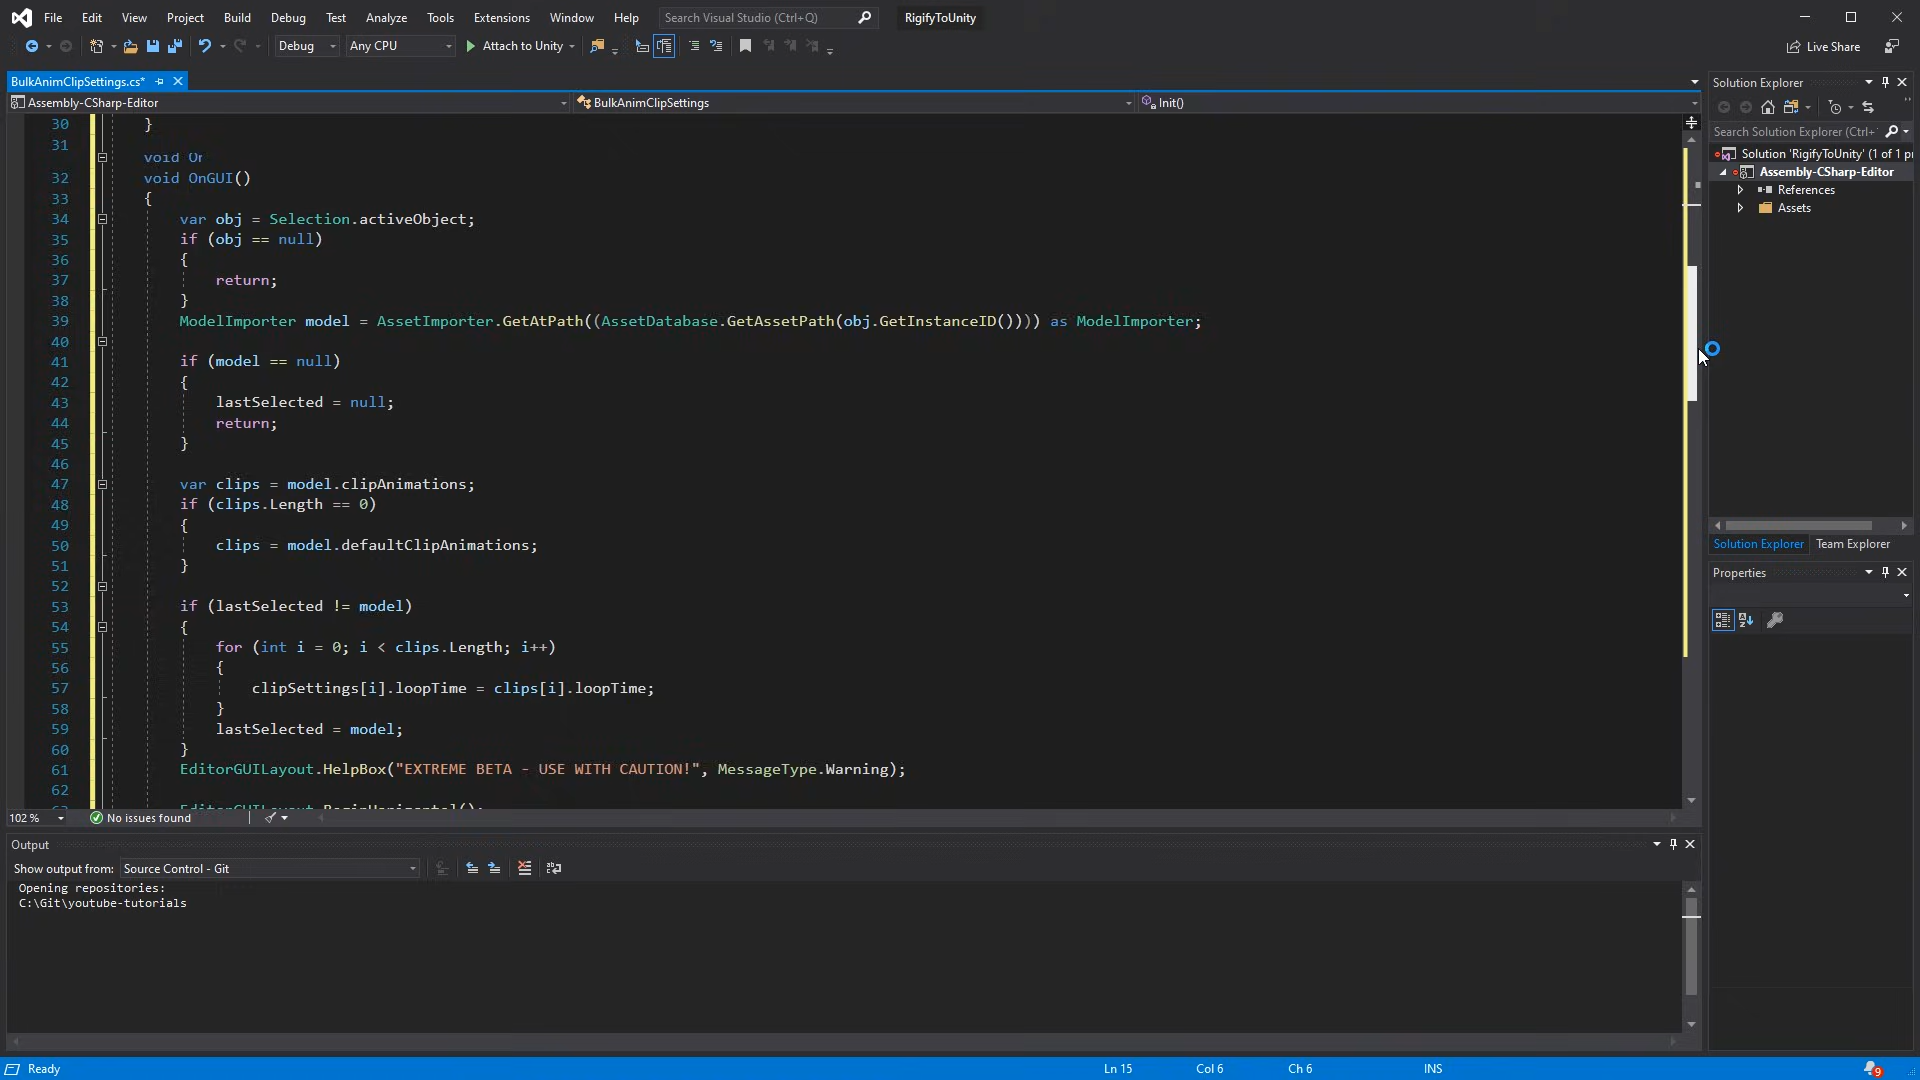 File Edit View Project Build Debug Test Analyze Tools Extensions Window Help Search Visual Studio (Ctrl+Q) RigifyToUnity
Debug Any CPU Attach to Unity Live Share
BulkAnimClipSettings.cs*
Assembly-CSharp-Editor BulkAnimClipSettings Init()
30 }
31
void Or
32 void OnGUI()
33 {
34 var obj = Selection.activeObject;
35 if (obj == null)
36 {
37 return;
38 }
39 ModelImporter model = AssetImporter.GetAtPath((AssetDatabase.GetAssetPath(obj.GetInstanceID()))) as ModelImporter;
40
41 if (model == null)
42 {
43 lastSelected = null;
44 return;
45 }
46
47 var clips = model.clipAnimations;
48 if (clips.Length == 0)
49 {
50 clips = model.defaultClipAnimations;
51 }
52
53 if (lastSelected != model)
54 {
55 for (int i = 0; i < clips.Length; i++)
56 {
57 clipSettings[i].loopTime = clips[i].loopTime;
58 }
59 lastSelected = model;
60 }
61 EditorGUILayout.HelpBox("EXTREME BETA - USE WITH CAUTION!", MessageType.Warning);
62
63 EditorGUILayout.BeginHorizontal();
102 % No issues found
Output
Show output from: Source Control - Git
Opening repositories:
C:\Git\youtube-tutorials
Solution Explorer
Search Solution Explorer (Ctrl+
Solution 'RigifyToUnity' (1 of 1 pr
Assembly-CSharp-Editor
References
Assets
Solution Explorer Team Explorer
Properties
Ready Ln 15 Col 6 Ch 6 INS 9